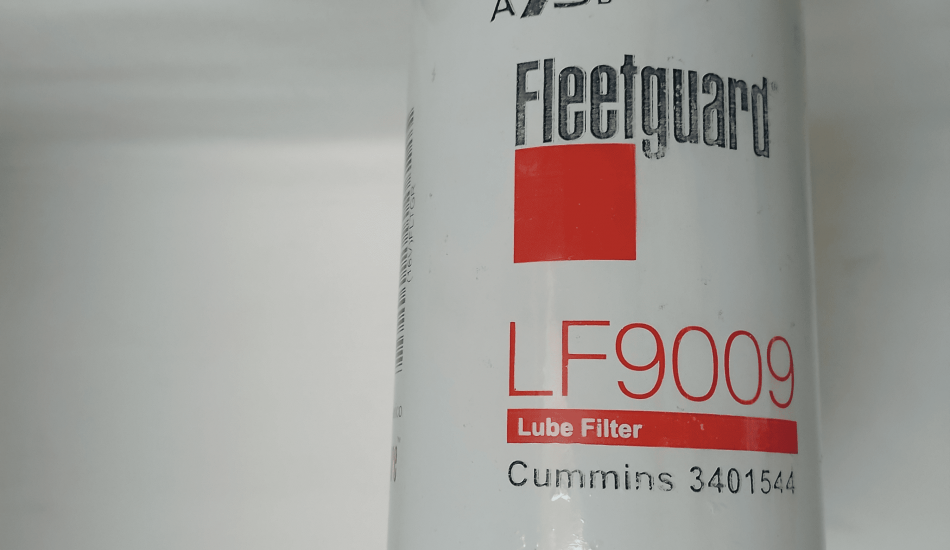 Fleetguard
LF9009
Lube Filter
Cummins 3401544